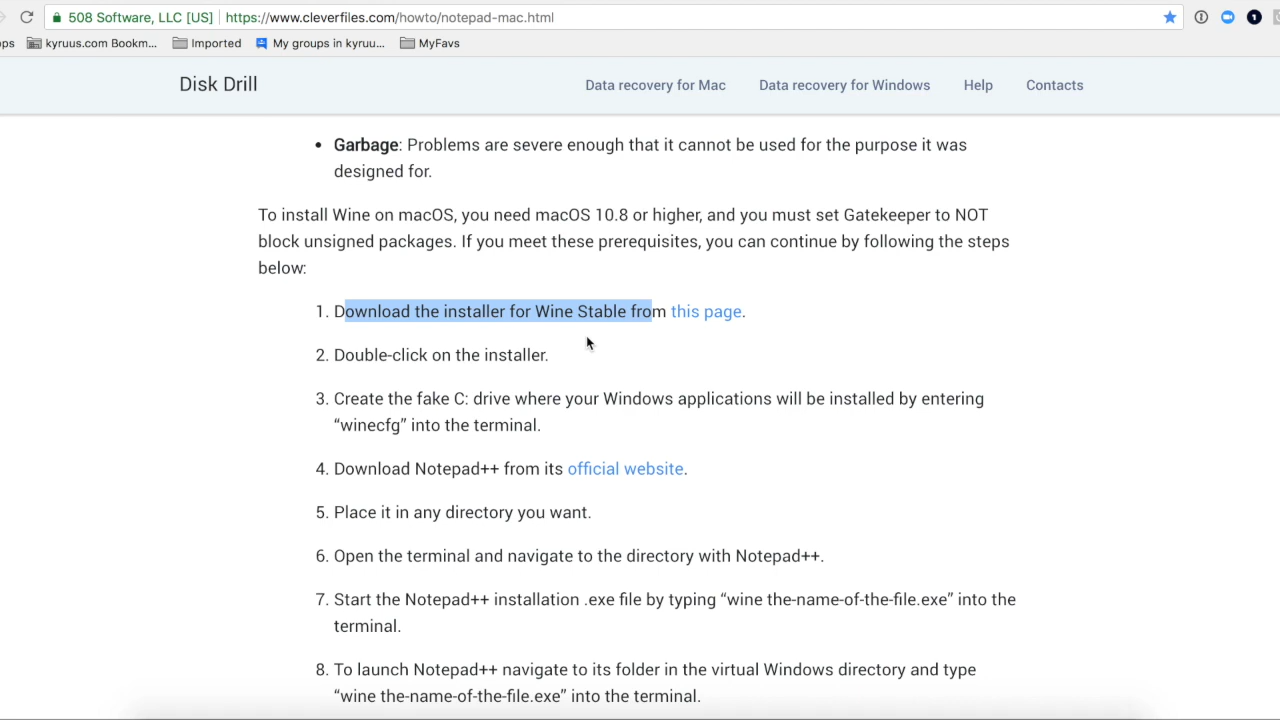 508 Software, LLC [US] https://www.cleverfiles.com/howto/notepad-mac.html
ps kyruus.com Bookm... Imported My groups in kyruu... MyFavs
Disk Drill Data recovery for Mac Data recovery for Windows Help Contacts
• Garbage: Problems are severe enough that it cannot be used for the purpose it was
designed for.
To install Wine on macOS, you need macOS 10.8 or higher, and you must set Gatekeeper to NOT
block unsigned packages. If you meet these prerequisites, you can continue by following the steps
below:
1. Download the installer for Wine Stable from this page.
2. Double-click on the installer.
3. Create the fake C: drive where your Windows applications will be installed by entering
“winecfg” into the terminal.
4. Download Notepad++ from its official website.
5. Place it in any directory you want.
6. Open the terminal and navigate to the directory with Notepad++.
7. Start the Notepad++ installation .exe file by typing “wine the-name-of-the-file.exe” into the
terminal.
8. To launch Notepad++ navigate to its folder in the virtual Windows directory and type
“wine the-name-of-the-file.exe” into the terminal.